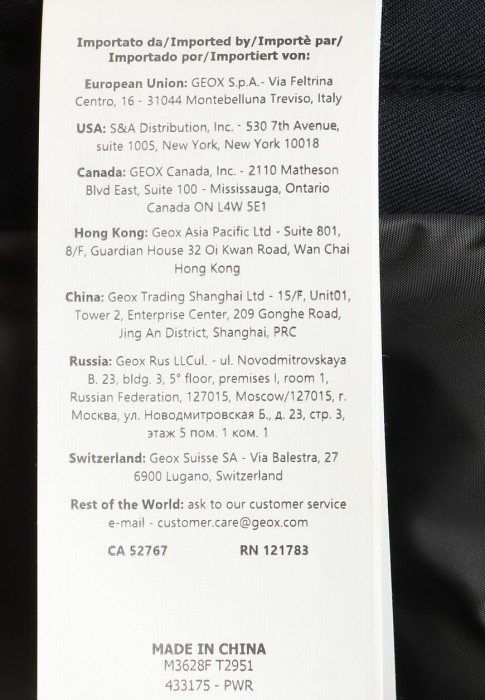 Importato da/Imported by/Importè par/
Importado por/Importiert von:
European Union: GEOX S.p.A.- Via Feltrina
Centro, 16 - 31044 Montebelluna Treviso, Italy
USA: S&A Distribution, Inc. - 530 7th Avenue,
suite 1005, New York, New York 10018
Canada: GEOX Canada, Inc. - 2110 Matheson
Blvd East, Suite 100 - Mississauga, Ontario
Canada ON L4W 5E1
Hong Kong: Geox Asia Pacific Ltd - Suite 801,
8/F, Guardian House 32 Oi Kwan Road, Wan Chai
Hong Kong
China: Geox Trading Shanghai Ltd - 15/F, Unit01,
Tower 2, Enterprise Center, 209 Gonghe Road,
Jing An District, Shanghai, PRC
Russia: Geox Rus LLCul. - ul. Novodmitrovskaya
B. 23, bldg. 3, 5° floor, premises I, room 1,
Russian Federation, 127015, Moscow/127015, г.
Москва, ул. Новодмитровская Б., д. 23, стр. 3,
этаж 5 пом. 1 ком. 1
Switzerland: Geox Suisse SA - Via Balestra, 27
6900 Lugano, Switzerland
Rest of the World: ask to our customer service
e-mail - customer.care@geox.com
CA 52767 RN 121783
MADE IN CHINA
M3628F T2951
433175 - PWR